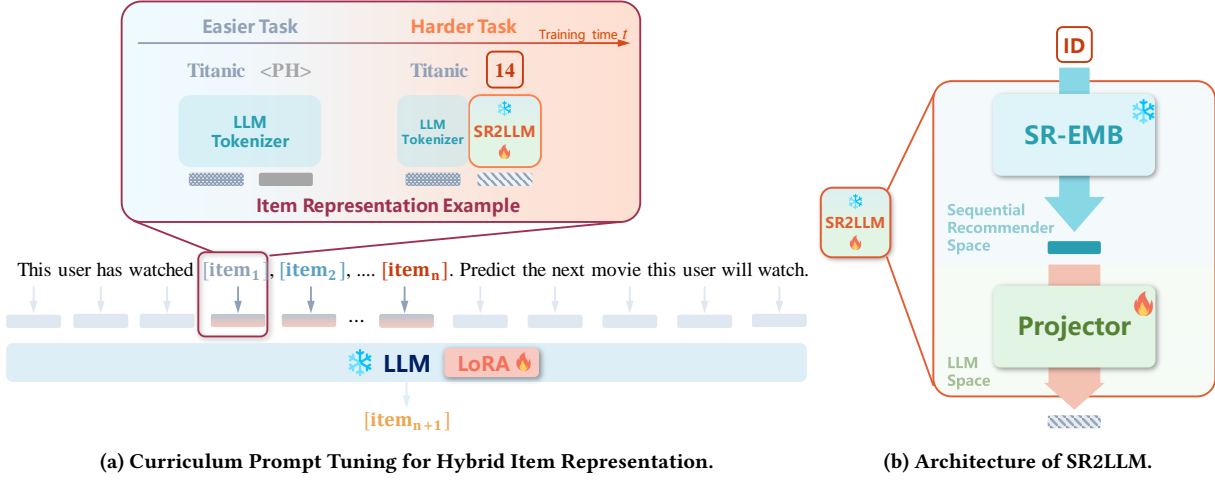 Easier Task
Harder Task
Training time t
Titanic <PH>
Titanic 14
LLM
Tokenizer
LLM
Tokenizer
SR2LLM
Item Representation Example
This user has watched [item1], [item2], .... [itemn]. Predict the next movie this user will watch.
...
LLM LoRA
[itemn+1]
(a) Curriculum Prompt Tuning for Hybrid Item Representation.
ID
SR-EMB
Sequential
Recommender
Space
SR2LLM
Projector
LLM
Space
(b) Architecture of SR2LLM.